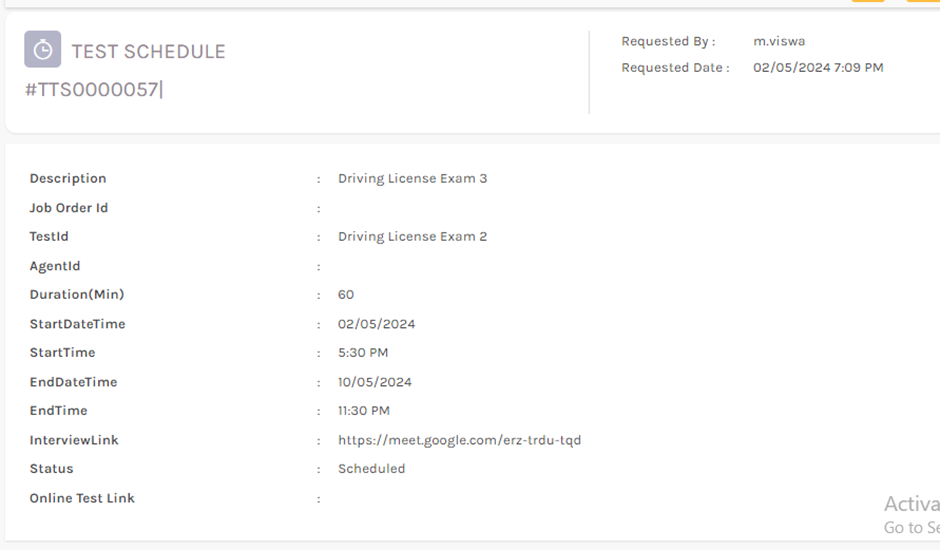 TEST SCHEDULE
#TTS0000057|
Requested By : m.viswa
Requested Date : 02/05/2024 7:09 PM
Description : Driving License Exam 3
Job Order Id :
TestId : Driving License Exam 2
AgentId :
Duration(Min) : 60
StartDateTime : 02/05/2024
StartTime : 5:30 PM
EndDateTime : 10/05/2024
EndTime : 11:30 PM
InterviewLink : https://meet.google.com/erz-trdu-tqd
Status : Scheduled
Online Test Link :
Activa
Go to Se